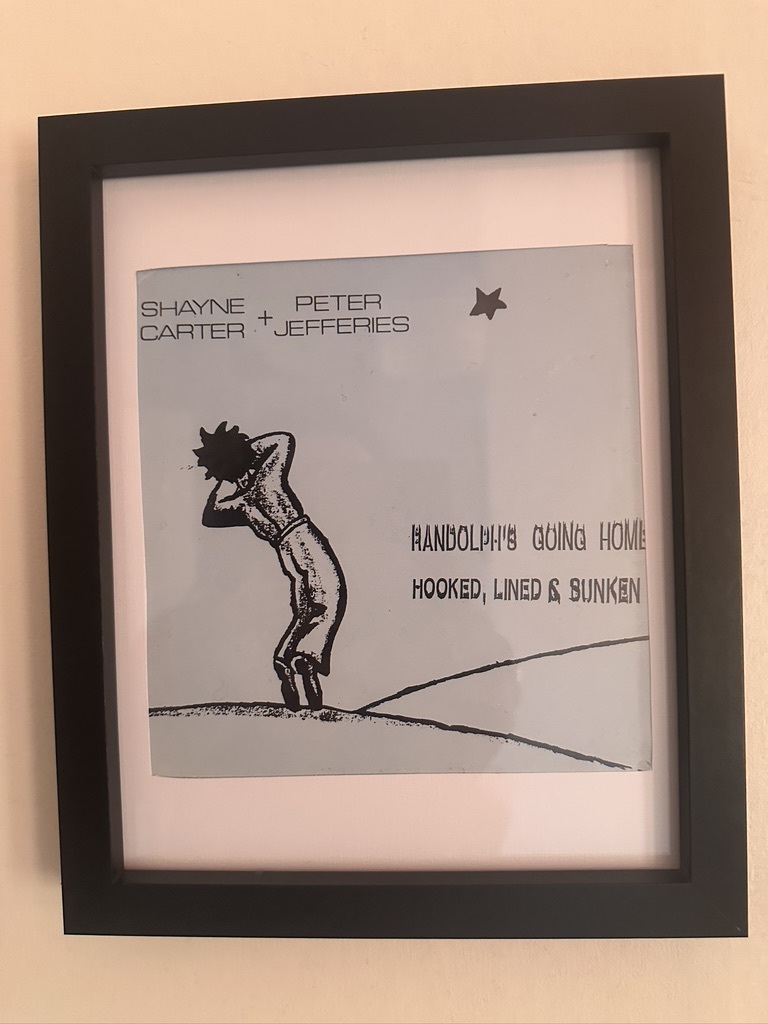 SHAYNE CARTER + PETER JEFFERIES
RANDOLPH'S GOING HOME
HOOKED, LINED & SUNKEN